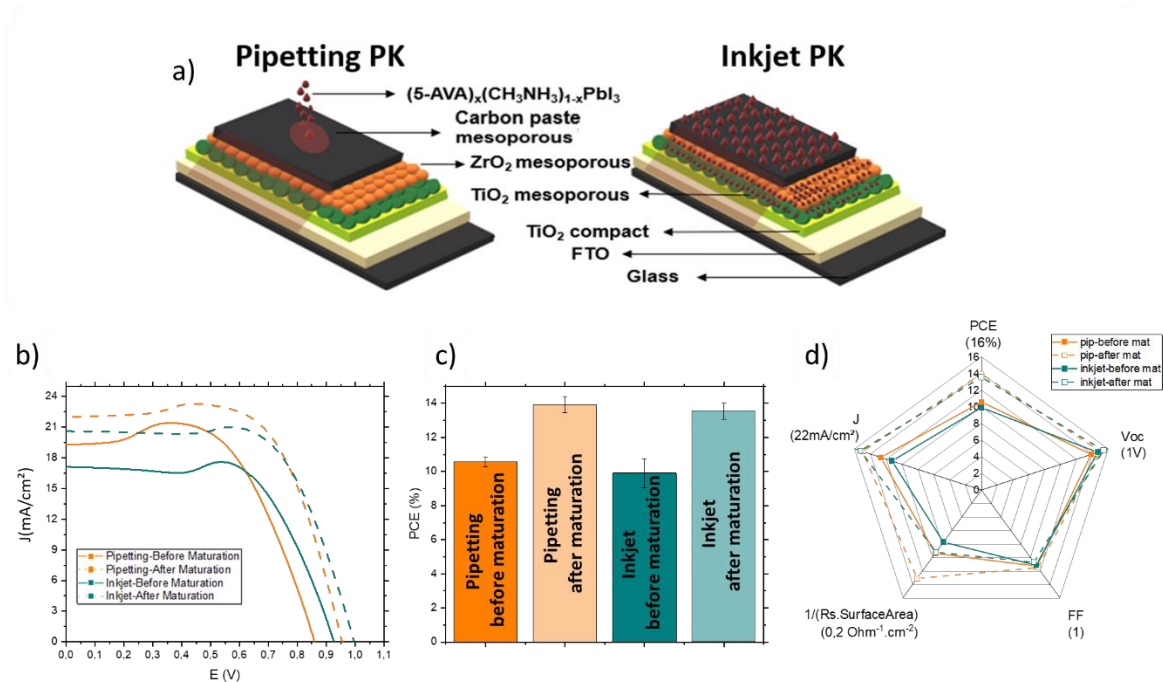 Pipetting PK
Inkjet PK
a)
(5-AVA)ₓ(CH₃NH₃)₁₋ₓPbI₃
Carbon paste
mesoporous
ZrO₂ mesoporous
TiO₂ mesoporous
TiO₂ compact
FTO
Glass
b)
24
21
18
15
12
9
6
3
0
J(mA/cm²)
Pipetting-Before Maturation
Pipetting-After Maturation
Inkjet-Before Maturation
Inkjet-After Maturation
0,0 0,1 0,2 0,3 0,4 0,5 0,6 0,7 0,8 0,9 1,0 1,1
E (V)
c)
14
12
10
8
6
4
2
0
PCE (%)
Pipetting
before maturation
Pipetting
after maturation
Inkjet
before maturation
Inkjet
after maturation
d)
PCE
(16%)
pip-before mat
pip-after mat
inkjet-before mat
inkjet-after mat
16
14
12
10
8
6
4
2
0
J
(22mA/cm²)
Voc
(1V)
1/(Rs.SurfaceArea)
(0,2 Ohm⁻¹.cm⁻²)
FF
(1)